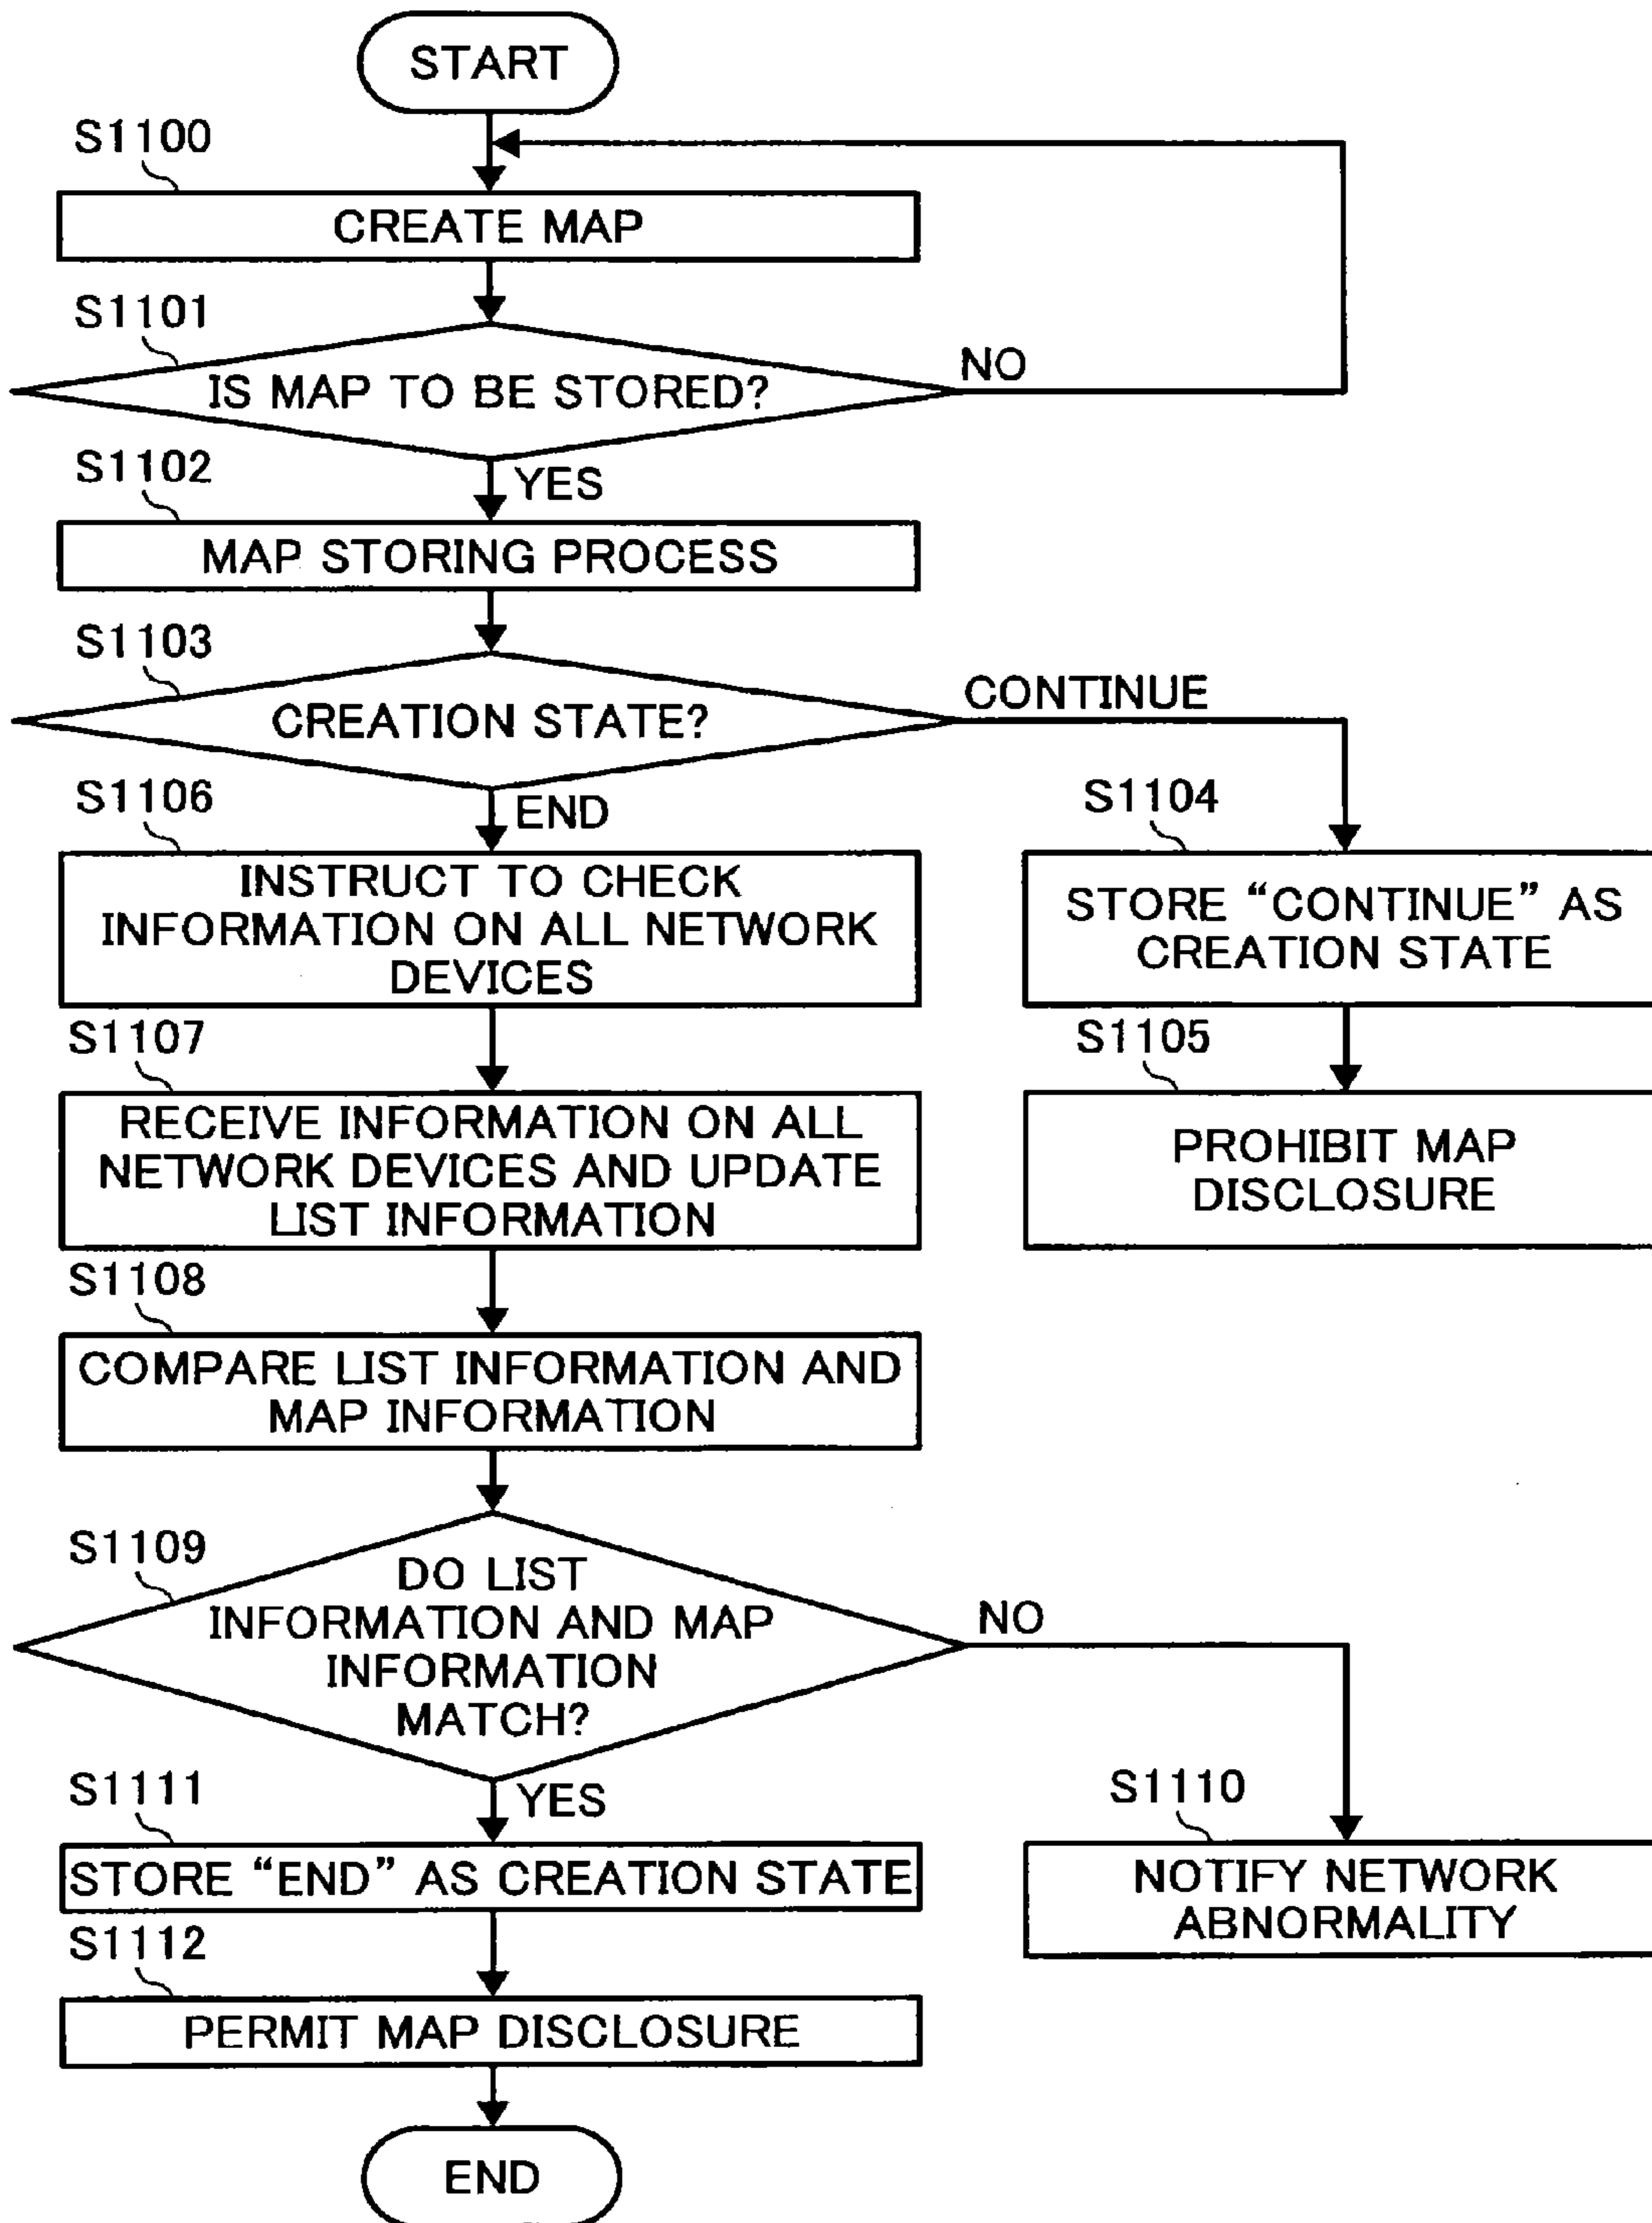 START
S1100
CREATE MAP
S1101
IS MAP TO BE STORED?
NO
S1102
YES
MAP STORING PROCESS
S1103
CREATION STATE?
CONTINUE
S1106
END
INSTRUCT TO CHECK
INFORMATION ON ALL NETWORK
DEVICES
S1104
STORE “CONTINUE” AS
CREATION STATE
S1107
RECEIVE INFORMATION ON ALL
NETWORK DEVICES AND UPDATE
LIST INFORMATION
S1105
PROHIBIT MAP
DISCLOSURE
S1108
COMPARE LIST INFORMATION AND
MAP INFORMATION
S1109
DO LIST
INFORMATION AND MAP
INFORMATION
MATCH?
NO
S1110
NOTIFY NETWORK
ABNORMALITY
S1111
YES
STORE “END” AS CREATION STATE
S1112
PERMIT MAP DISCLOSURE
END